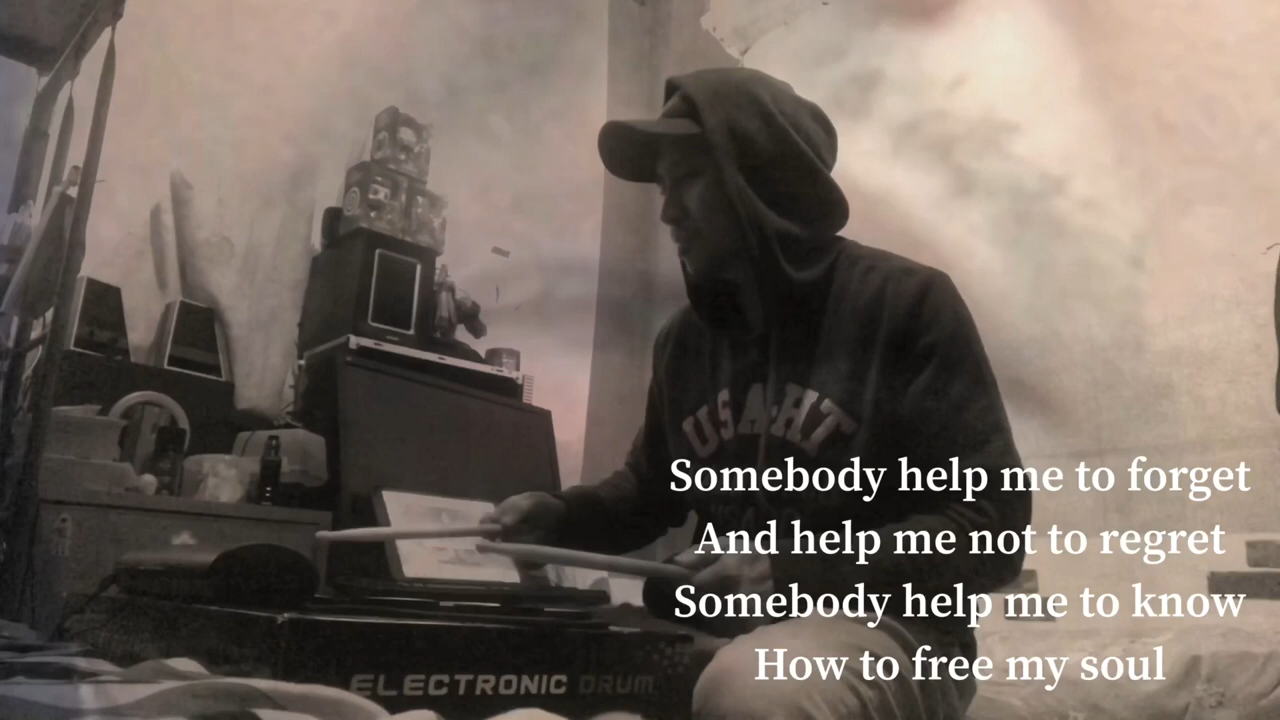 USA-HT
Somebody help me to forget
And help me not to regret
Somebody help me to know
How to free my soul
ELECTRONIC DRUM